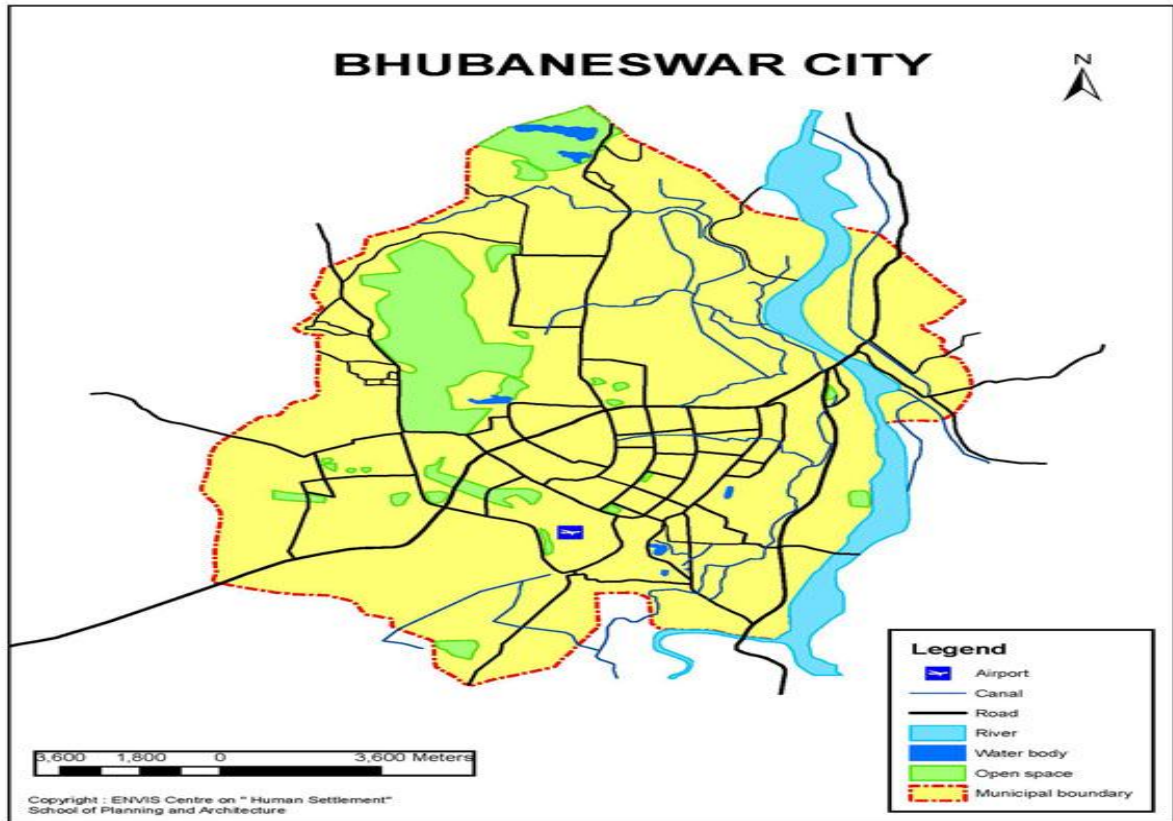 BHUBANESWAR CITY
N
Legend
Airport
Canal
Road
River
Water body
Open space
Municipal boundary
3,600 1,800 0 3,600 Meters
Copyright : ENVIS Centre on " Human Settlement"
School of Planning and Architecture